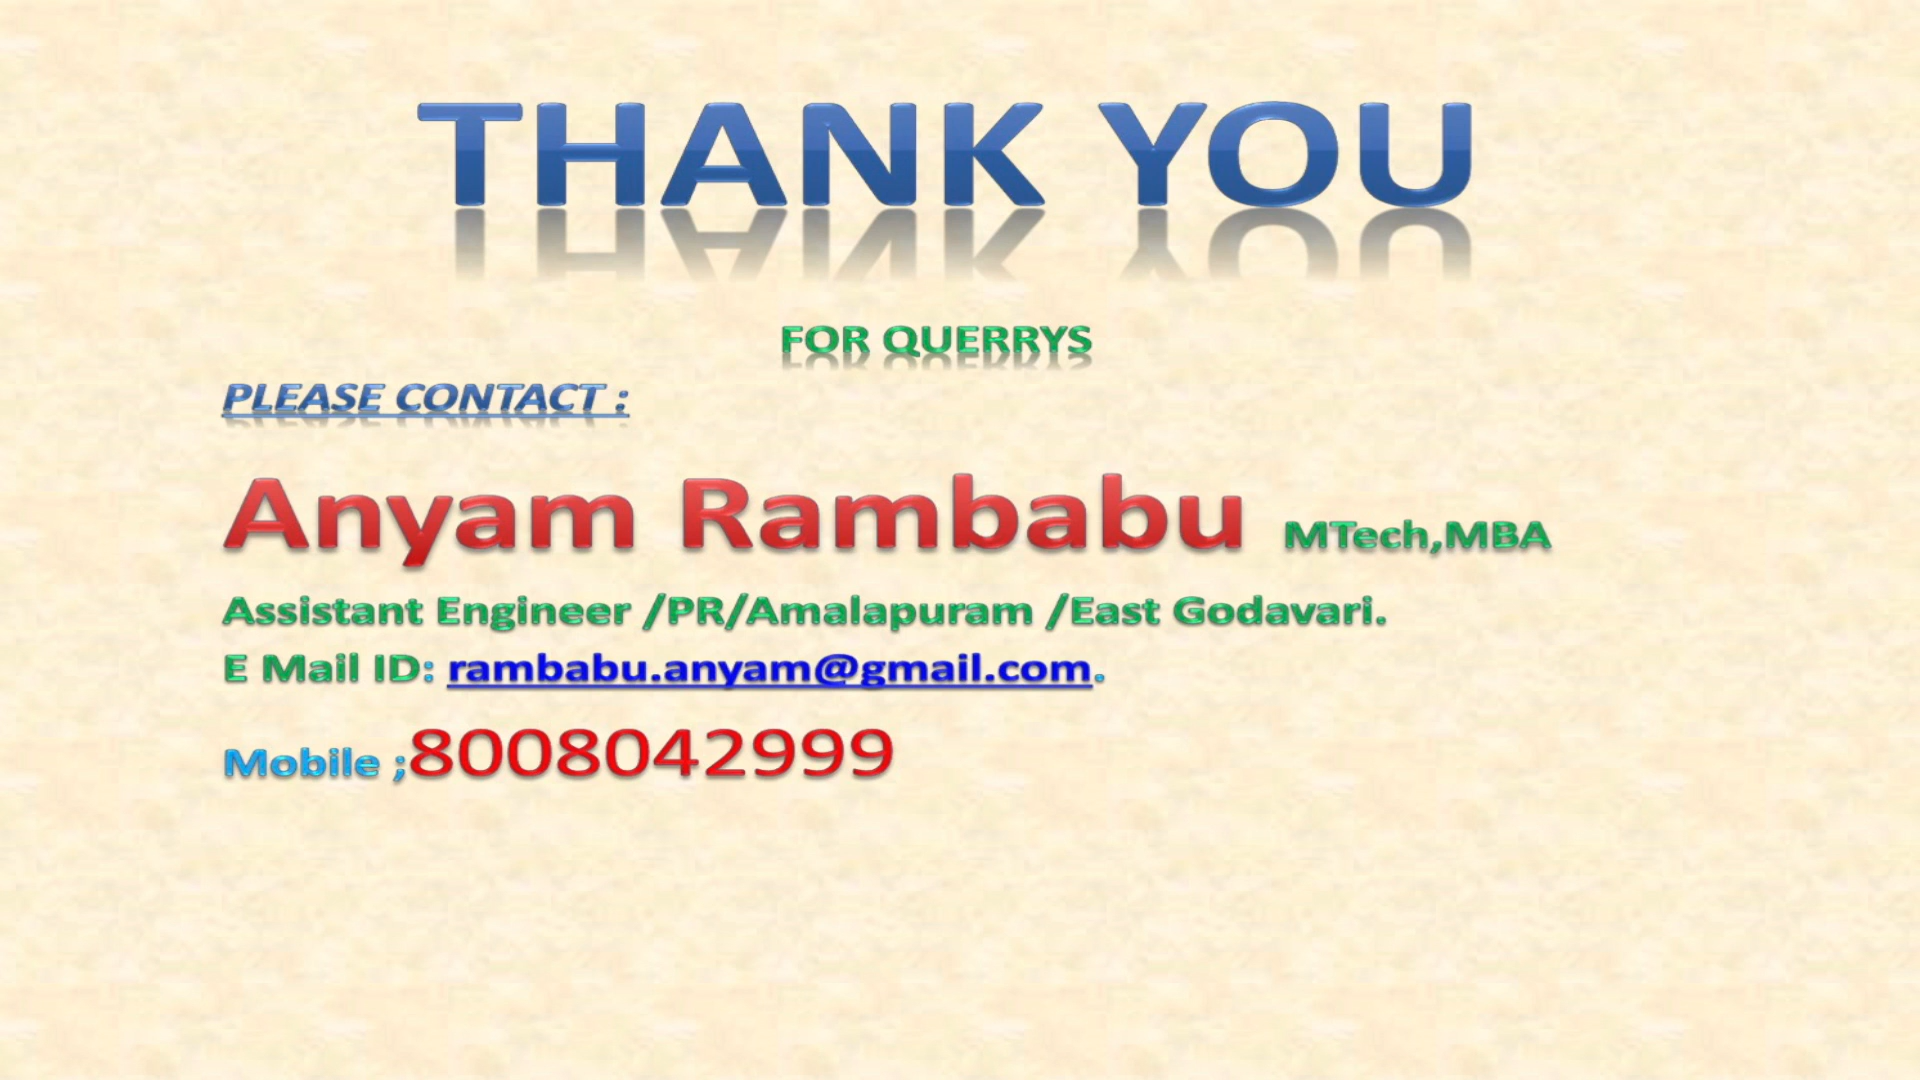 THANK YOU
FOR QUERRYS
PLEASE CONTACT :
Anyam Rambabu MTech,MBA
Assistant Engineer /PR/Amalapuram /East Godavari.
E Mail ID: rambabu.anyam@gmail.com.
Mobile ;8008042999